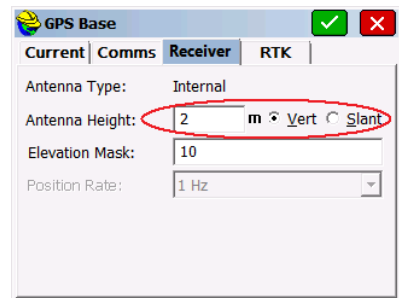 GPS Base
Current Comms Receiver RTK
Antenna Type: Internal
Antenna Height: 2 m Vert Slant
Elevation Mask: 10
Position Rate: 1 Hz